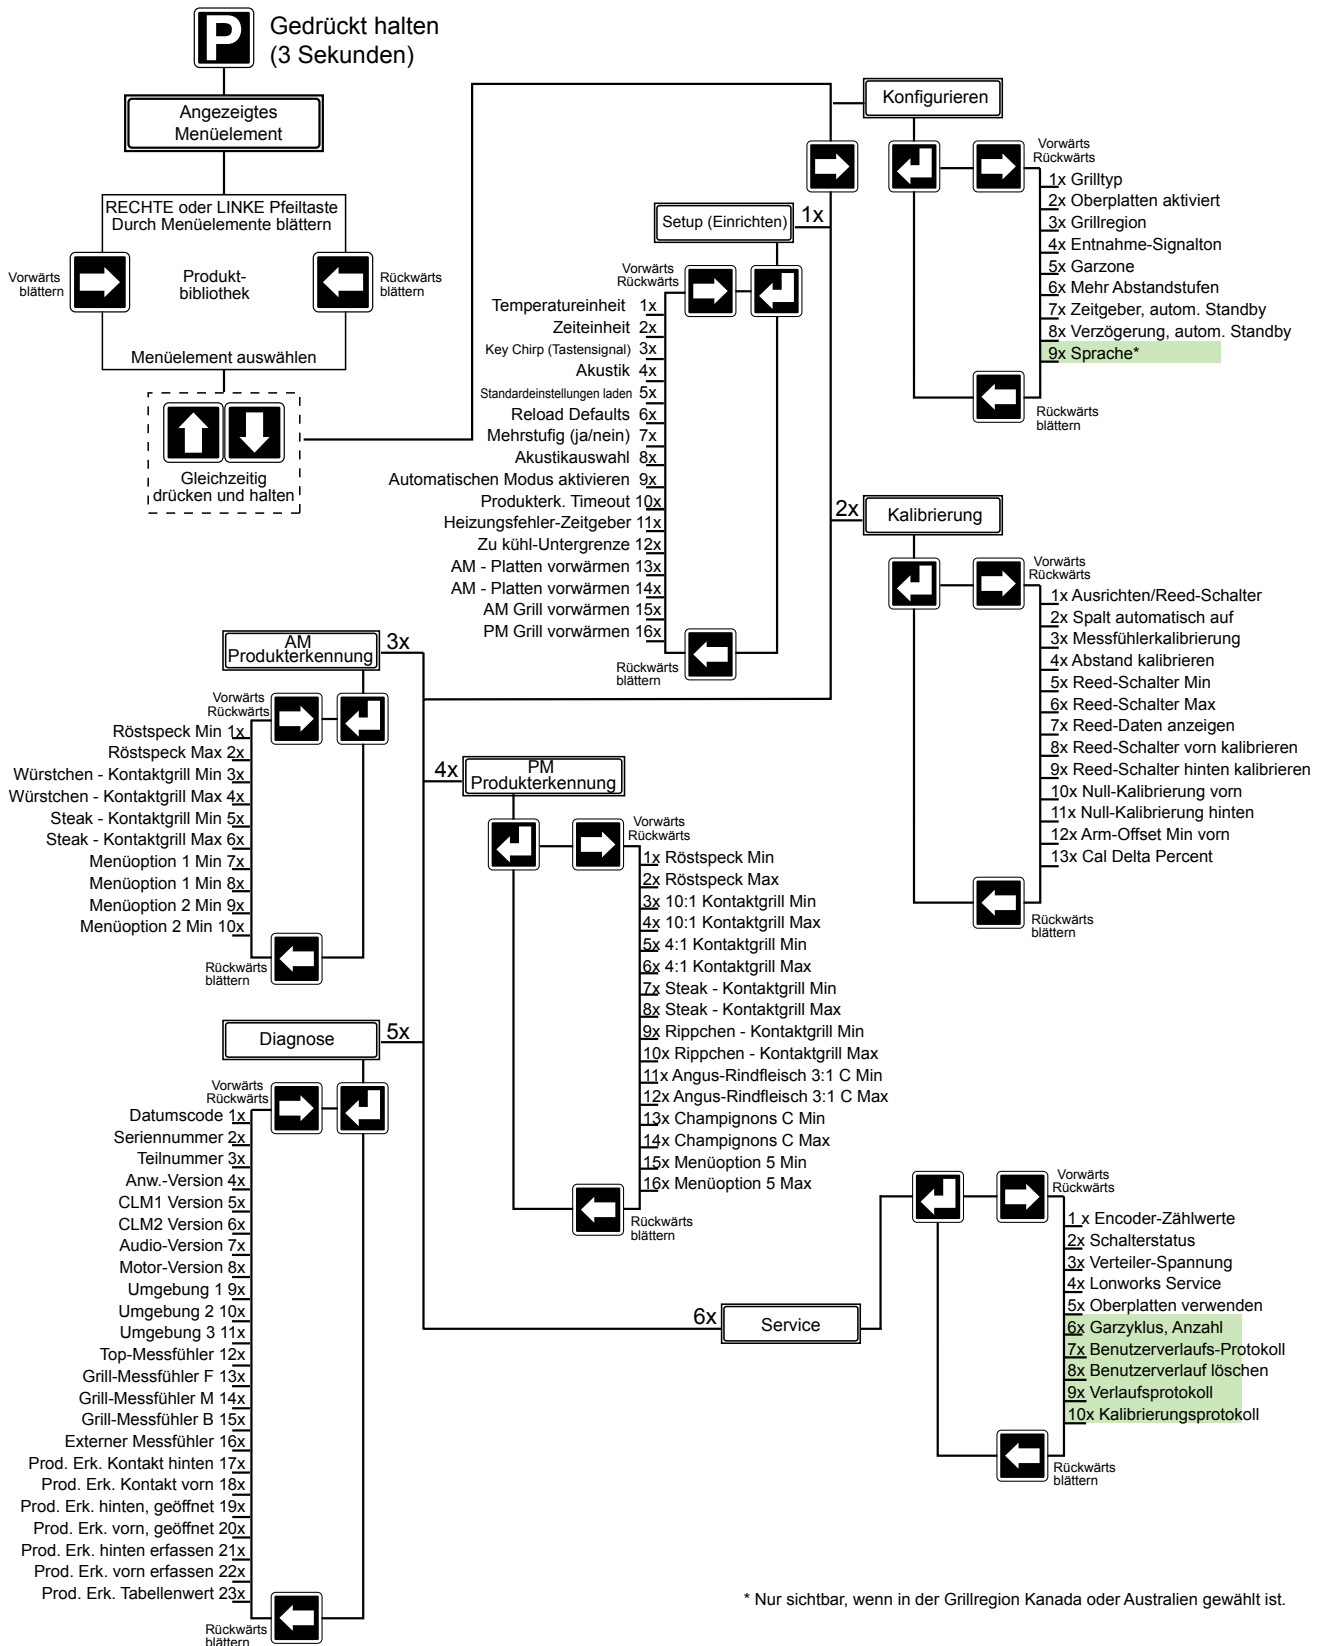 P
Gedrückt halten
(3 Sekunden)
Angezeigtes
Menüelement
RECHTE oder LINKE Pfeiltaste
Durch Menüelemente blättern
Vorwärts
blättern
Produkt-
bibliothek
Rückwärts
blättern
Menüelement auswählen
Gleichzeitig
drücken und halten
Konfigurieren
Vorwärts
Rückwärts
1x Grilltyp
2x Oberplatten aktiviert
3x Grillregion
4x Entnahme-Signalton
5x Garzone
6x Mehr Abstandstufen
7x Zeitgeber, autom. Standby
8x Verzögerung, autom. Standby
9x Sprache*
Rückwärts
blättern
Setup (Einrichten)
1x
Vorwärts
Rückwärts
Temperatureinheit 1x
Zeiteinheit 2x
Key Chirp (Tastensignal) 3x
Akustik 4x
Standardeinstellungen laden 5x
Reload Defaults 6x
Mehrstufig (ja/nein) 7x
Akustikauswahl 8x
Automatischen Modus aktivieren 9x
Produkterk. Timeout 10x
Heizungsfehler-Zeitgeber 11x
Zu kühl-Untergrenze 12x
AM - Platten vorwärmen 13x
AM - Platten vorwärmen 14x
AM Grill vorwärmen 15x
PM Grill vorwärmen 16x
Rückwärts
blättern
2x
Kalibrierung
Vorwärts
Rückwärts
1x Ausrichten/Reed-Schalter
2x Spalt automatisch auf
3x Messfühlerkalibrierung
4x Abstand kalibrieren
5x Reed-Schalter Min
6x Reed-Schalter Max
7x Reed-Daten anzeigen
8x Reed-Schalter vorn kalibrieren
9x Reed-Schalter hinten kalibrieren
10x Null-Kalibrierung vorn
11x Null-Kalibrierung hinten
12x Arm-Offset Min vorn
13x Cal Delta Percent
Rückwärts
blättern
AM
Produkterkennung
3x
Vorwärts
Rückwärts
Röstspeck Min 1x
Röstspeck Max 2x
Würstchen - Kontaktgrill Min 3x
Würstchen - Kontaktgrill Max 4x
Steak - Kontaktgrill Min 5x
Steak - Kontaktgrill Max 6x
Menüoption 1 Min 7x
Menüoption 1 Min 8x
Menüoption 2 Min 9x
Menüoption 2 Min 10x
Rückwärts
blättern
4x
PM
Produkterkennung
Vorwärts
Rückwärts
1x Röstspeck Min
2x Röstspeck Max
3x 10:1 Kontaktgrill Min
4x 10:1 Kontaktgrill Max
5x 4:1 Kontaktgrill Min
6x 4:1 Kontaktgrill Max
7x Steak - Kontaktgrill Min
8x Steak - Kontaktgrill Max
9x Rippchen - Kontaktgrill Min
10x Rippchen - Kontaktgrill Max
11x Angus-Rindfleisch 3:1 C Min
12x Angus-Rindfleisch 3:1 C Max
13x Champignons C Min
14x Champignons C Max
15x Menüoption 5 Min
16x Menüoption 5 Max
Rückwärts
blättern
Diagnose
5x
Vorwärts
Rückwärts
Datumscode 1x
Seriennummer 2x
Teilnummer 3x
Anw.-Version 4x
CLM1 Version 5x
CLM2 Version 6x
Audio-Version 7x
Motor-Version 8x
Umgebung 1 9x
Umgebung 2 10x
Umgebung 3 11x
Top-Messfühler 12x
Grill-Messfühler F 13x
Grill-Messfühler M 14x
Grill-Messfühler B 15x
Externer Messfühler 16x
Prod. Erk. Kontakt hinten 17x
Prod. Erk. Kontakt vorn 18x
Prod. Erk. hinten, geöffnet 19x
Prod. Erk. vorn, geöffnet 20x
Prod. Erk. hinten erfassen 21x
Prod. Erk. vorn erfassen 22x
Prod. Erk. Tabellenwert 23x
Rückwärts
blättern
6x
Service
Vorwärts
Rückwärts
1 x Encoder-Zählwerte
2x Schalterstatus
3x Verteiler-Spannung
4x Lonworks Service
5x Oberplatten verwenden
6x Garzyklus, Anzahl
7x Benutzerverlaufs-Protokoll
8x Benutzerverlauf löschen
9x Verlaufsprotokoll
10x Kalibrierungsprotokoll
Rückwärts
blättern
* Nur sichtbar, wenn in der Grillregion Kanada oder Australien gewählt ist.